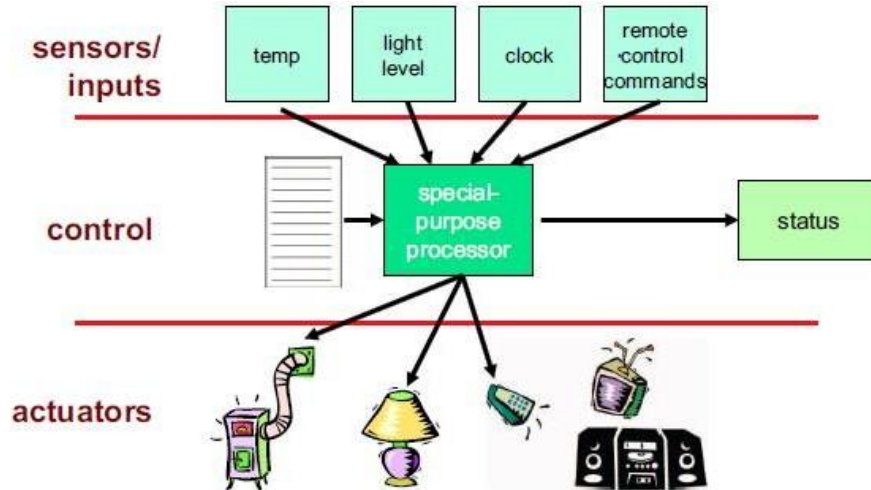 sensors/
inputs
temp
light
level
clock
remote
control
commands
control
special-
purpose
processor
status
actuators